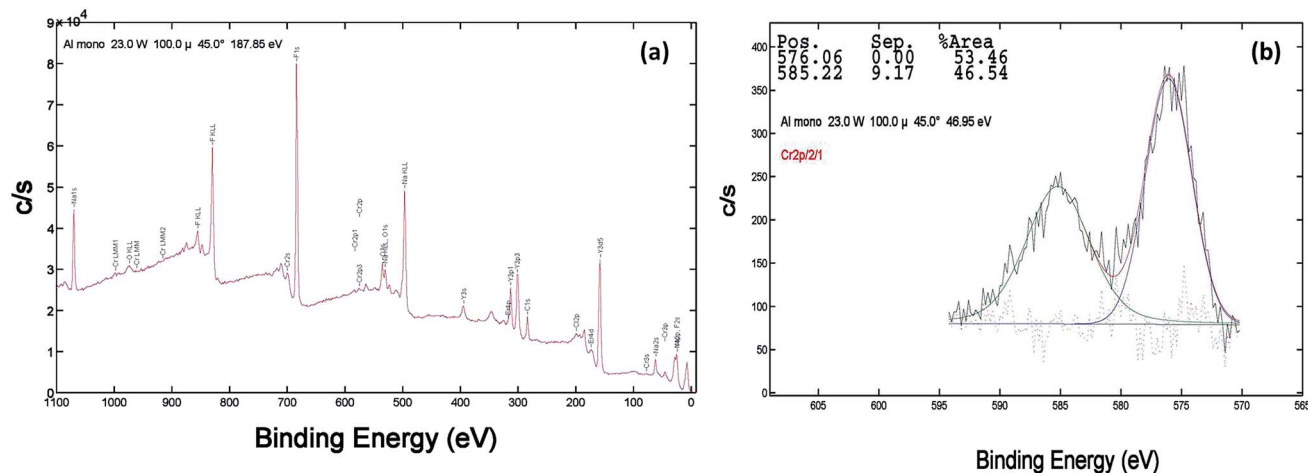 9×10⁴
8
7
6
5
4
3
2
1
0
c/s
Al mono 23.0 W 100.0 μ 45.0° 187.85 eV
(a)
-Na1s
-Cr LMM1
-O KLL
-Cr LMM
-Cr LMM2
-F KLL
-F KLL
-Cr2s
-F1s
-Cr2p1
-Cr2p
-Cr2p3
O1s
-Na KLL
-Y3s
-Er4p
-Y3p1
-Y3p3
-C1s
-Cl2p
-Er4d
-Y3d5
-Cr3s
-Na2s
-Cr3p
F2s
1100 1000 900 800 700 600 500 400 300 200 100 0
Binding Energy (eV)
Pos. Sep. %Area
576.06 0.00 53.46
585.22 9.17 46.54
(b)
Al mono 23.0 W 100.0 μ 45.0° 46.95 eV
Cr2p/2/1
400
350
300
250
200
150
100
50
0
c/s
605 600 595 590 585 580 575 570 565
Binding Energy (eV)